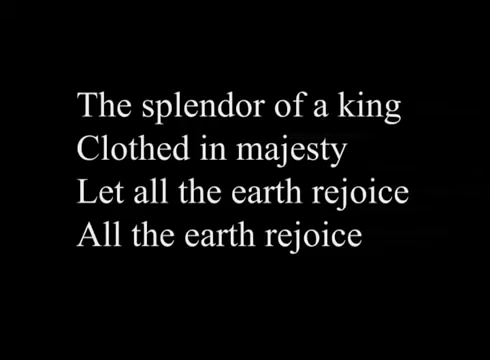 The splendor of a king
Clothed in majesty
Let all the earth rejoice
All the earth rejoice